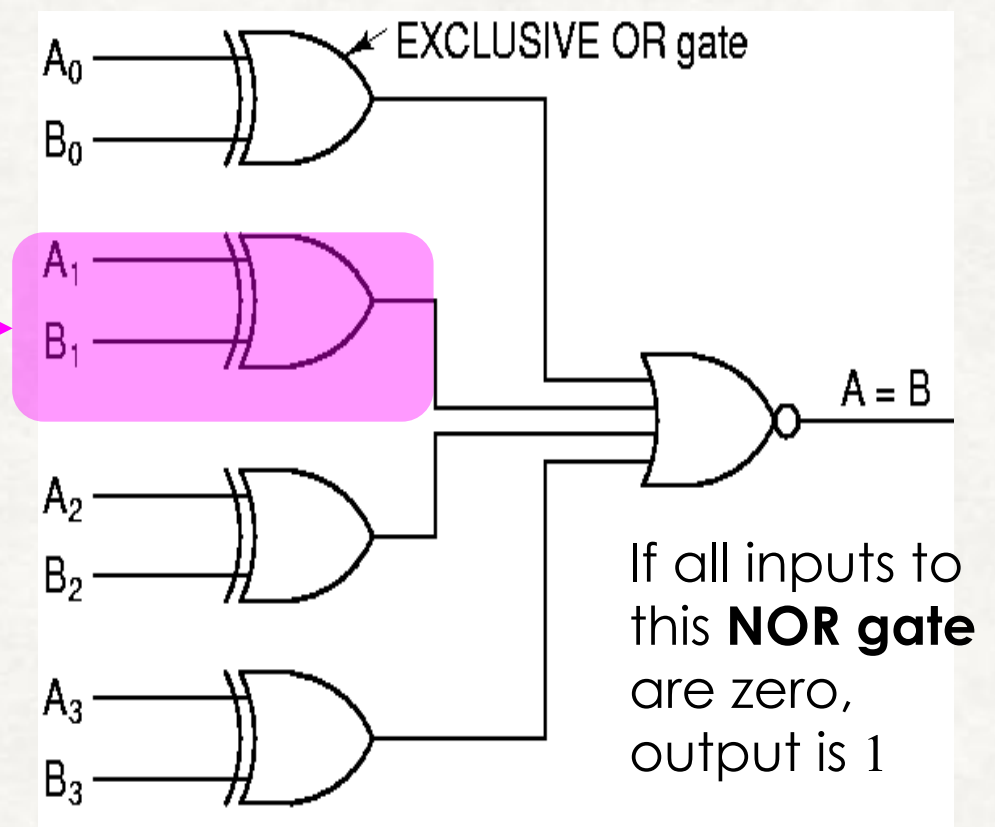 A₀
EXCLUSIVE OR gate
B₀
A₁
B₁
A = B
A₂
B₂
If all inputs to
this NOR gate
are zero,
output is 1
A₃
B₃